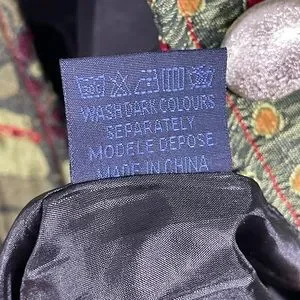 WASH DARK COLOURS
SEPARATELY
MODELE DEPOSE
MADE IN CHINA